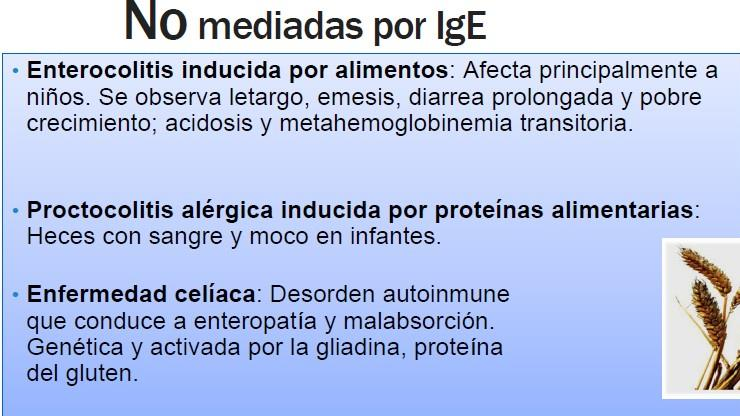 No mediadas por IgE
• Enterocolitis inducida por alimentos: Afecta principalmente a
niños. Se observa letargo, emesis, diarrea prolongada y pobre
crecimiento; acidosis y metahemoglobinemia transitoria.
• Proctocolitis alérgica inducida por proteínas alimentarias:
Heces con sangre y moco en infantes.
• Enfermedad celíaca: Desorden autoinmune
que conduce a enteropatía y malabsorción.
Genética y activada por la gliadina, proteína
del gluten.